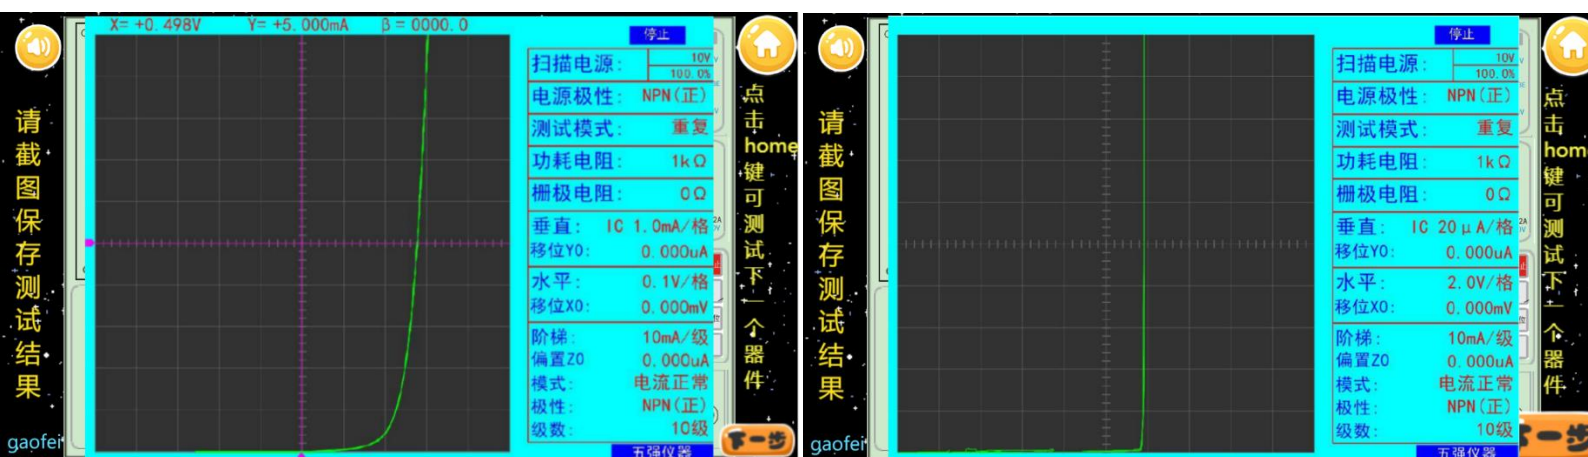 X= +0.498V Y= +5.000mA β = 0000.0
停止
扫描电源: 10V
100.0%
电源极性: NPN(正)
测试模式: 重复
功耗电阻: 1kΩ
栅极电阻: 0Ω
垂直: IC 1.0mA/格
移位Y0: 0.000uA
水平: 0.1V/格
移位X0: 0.000mV
阶梯: 10mA/级
偏置Z0 0.000uA
模式: 电流正常
极性: NPN(正)
级数: 10级
五强仪器
请截图保存测试结果
gaofei
点击home键可测试下一个器件
下一步
停止
扫描电源: 10V
100.0%
电源极性: NPN(正)
测试模式: 重复
功耗电阻: 1kΩ
栅极电阻: 0Ω
垂直: IC 20μA/格
移位Y0: 0.000uA
水平: 2.0V/格
移位X0: 0.000mV
阶梯: 10mA/级
偏置Z0 0.000uA
模式: 电流正常
极性: NPN(正)
级数: 10级
五强仪器
请截图保存测试结果
gaofei
点击home键可测试下一个器件
下一步